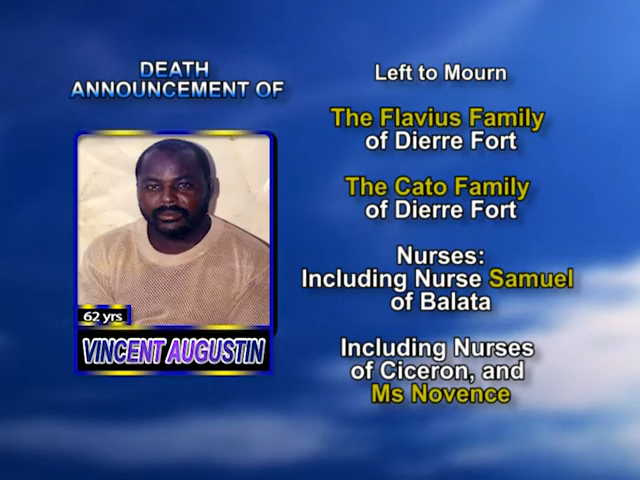 DEATH
ANNOUNCEMENT OF
62 yrs
VINCENT AUGUSTIN
Left to Mourn
The Flavius Family
of Dierre Fort
The Cato Family
of Dierre Fort
Nurses:
Including Nurse Samuel
of Balata
Including Nurses
of Ciceron, and
Ms Novence